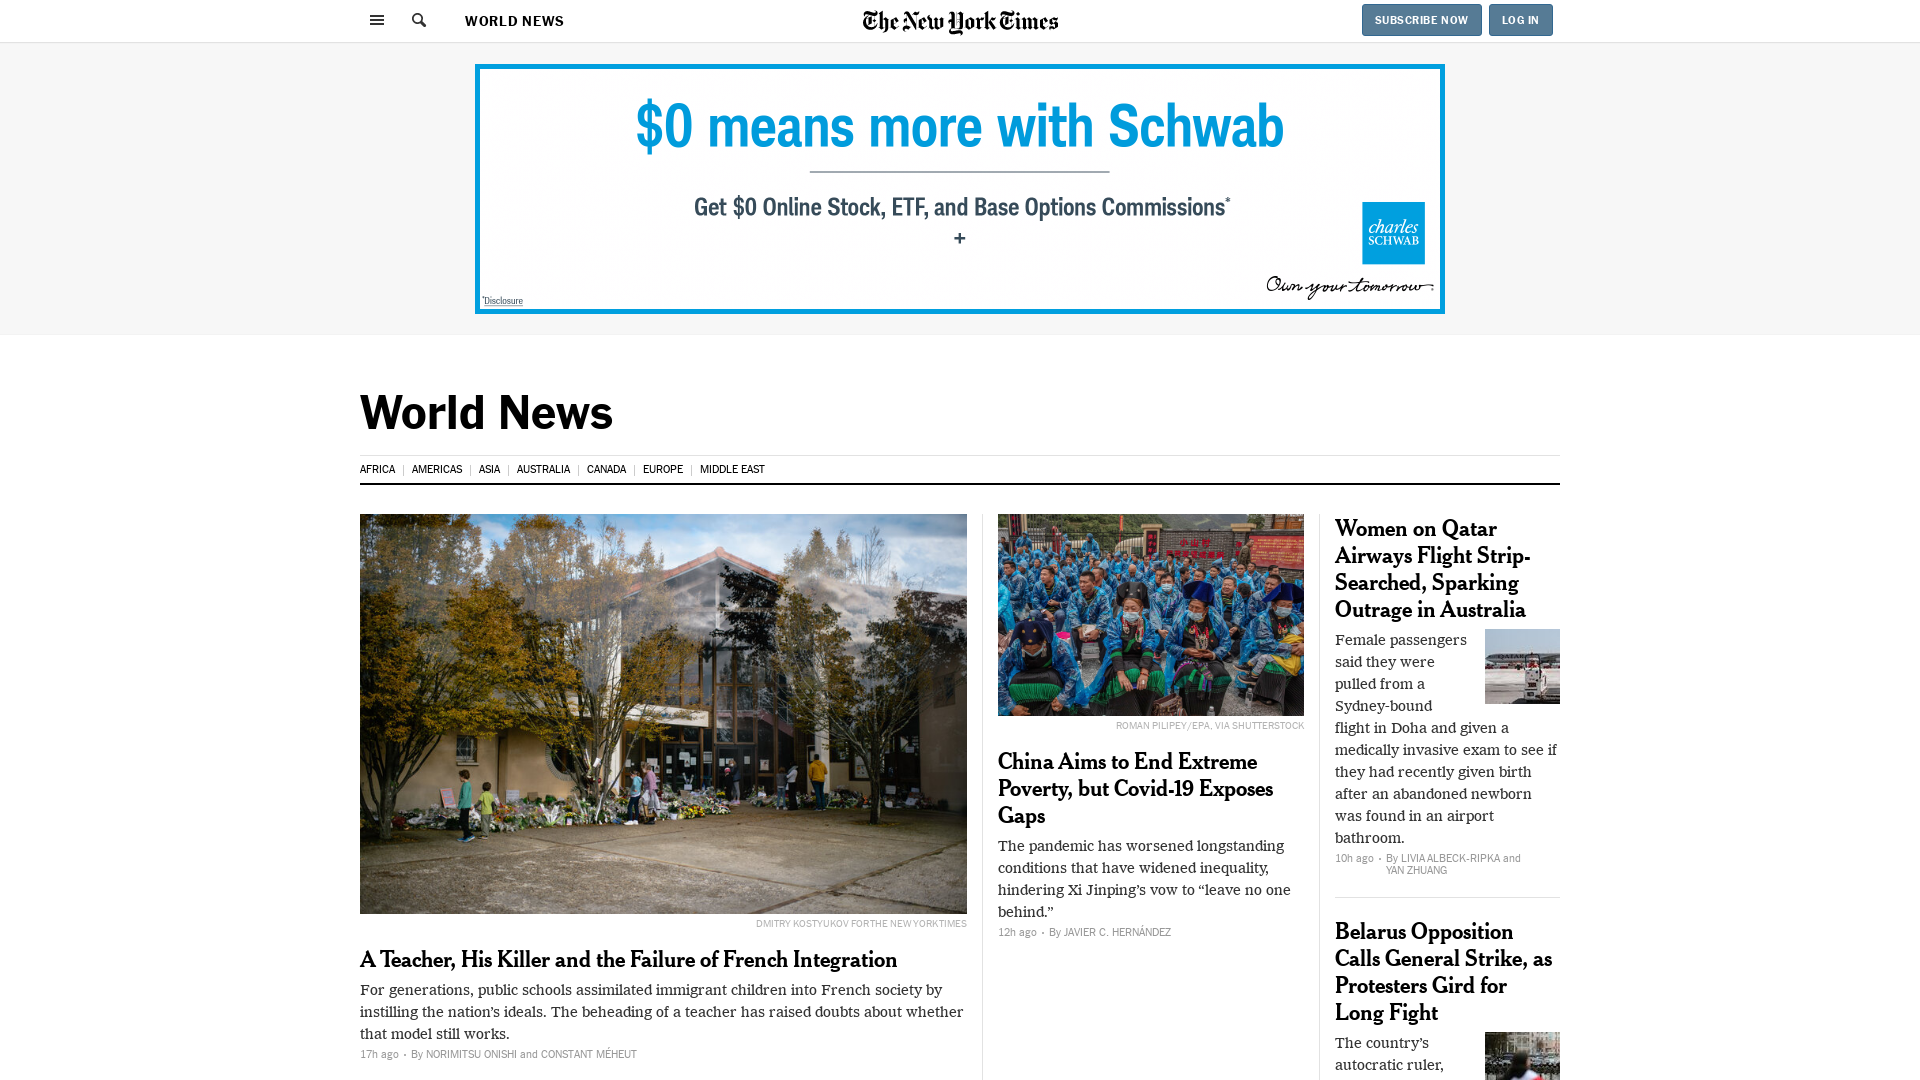 WORLD NEWS
The New York Times
SUBSCRIBE NOW
LOG IN
$0 means more with Schwab
Get $0 Online Stock, ETF, and Base Options Commissions*
+
charles
SCHWAB
Own your tomorrow
*Disclosure
World News
AFRICA
AMERICAS
ASIA
AUSTRALIA
CANADA
EUROPE
MIDDLE EAST
DMITRY KOSTYUKOV FOR THE NEW YORK TIMES
A Teacher, His Killer and the Failure of French Integration
For generations, public schools assimilated immigrant children into French society by
instilling the nation’s ideals. The beheading of a teacher has raised doubts about whether
that model still works.
17h ago • By NORIMITSU ONISHI and CONSTANT MÉHEUT
ROMAN PILIPEY/EPA, VIA SHUTTERSTOCK
China Aims to End Extreme
Poverty, but Covid-19 Exposes
Gaps
The pandemic has worsened longstanding
conditions that have widened inequality,
hindering Xi Jinping’s vow to “leave no one
behind.”
12h ago • By JAVIER C. HERNÁNDEZ
Women on Qatar
Airways Flight Strip-
Searched, Sparking
Outrage in Australia
Female passengers
said they were
pulled from a
Sydney-bound
flight in Doha and given a
medically invasive exam to see if
they had recently given birth
after an abandoned newborn
was found in an airport
bathroom.
10h ago • By LIVIA ALBECK-RIPKA and
YAN ZHUANG
Belarus Opposition
Calls General Strike, as
Protesters Gird for
Long Fight
The country’s
autocratic ruler,